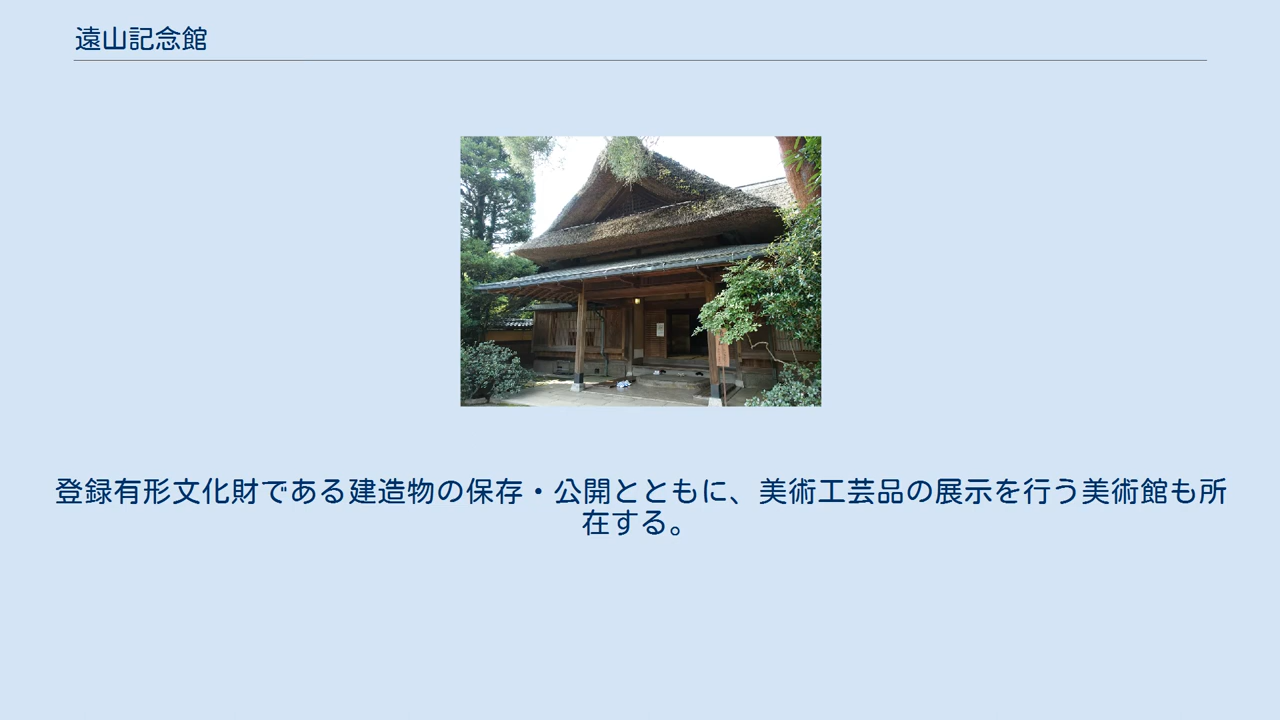 遠山記念館
登録有形文化財である建造物の保存・公開とともに、美術工芸品の展示を行う美術館も所
在する。